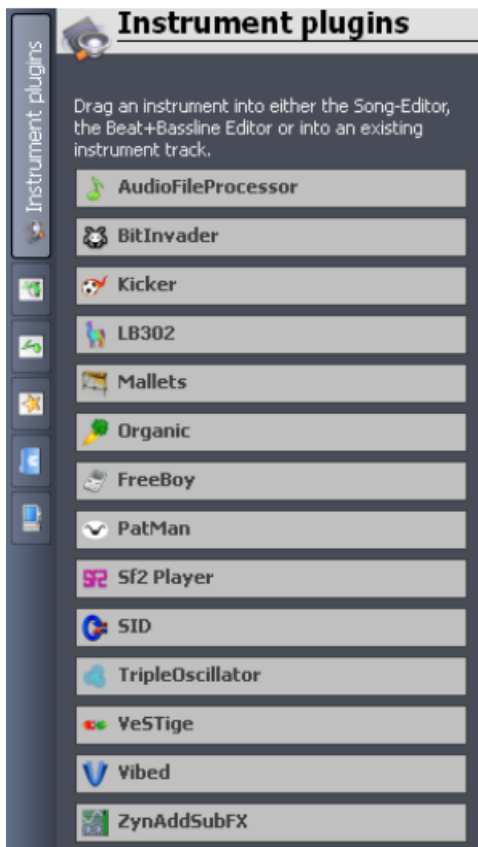 Instrument plugins
Instrument plugins
Drag an instrument into either the Song-Editor,
the Beat+Bassline Editor or into an existing
instrument track.
AudioFileProcessor
BitInvader
Kicker
LB302
Mallets
Organic
FreeBoy
PatMan
Sf2 Player
SID
TripleOscillator
VeSTige
Vibed
ZynAddSubFX